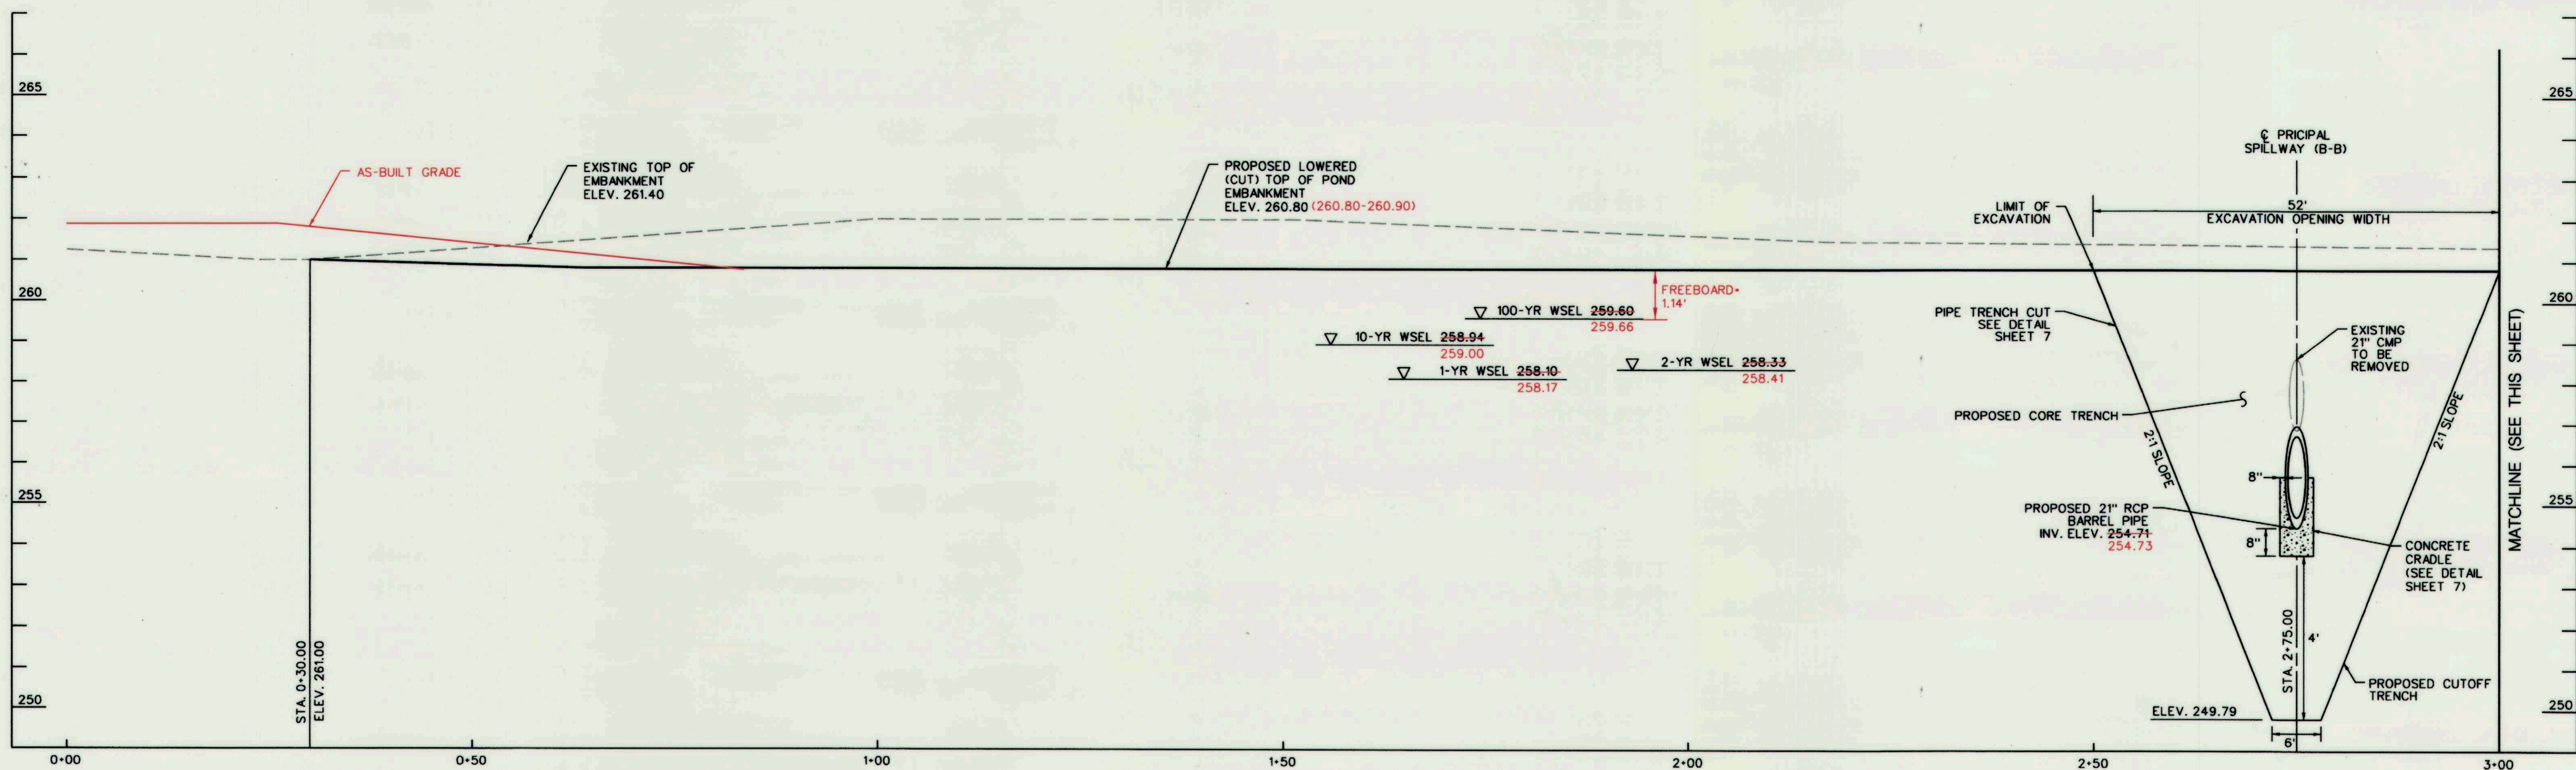 265
260
255
250
AS-BUILT GRADE
EXISTING TOP OF
EMBANKMENT
ELEV. 261.40
PROPOSED LOWERED
(CUT) TOP OF POND
EMBANKMENT
ELEV. 260.80 (260.80-260.90)
FREEBOARD=
1.14'
100-YR WSEL 259.60
259.66
10-YR WSEL 258.94
259.00
1-YR WSEL 258.10
258.17
2-YR WSEL 258.33
258.41
LIMIT OF
EXCAVATION
℄ PRICIPAL
SPILLWAY (B-B)
52'
EXCAVATION OPENING WIDTH
PIPE TRENCH CUT
SEE DETAIL
SHEET 7
EXISTING
21" CMP
TO BE
REMOVED
PROPOSED CORE TRENCH
2:1 SLOPE
2:1 SLOPE
8"
PROPOSED 21" RCP
BARREL PIPE
INV. ELEV. 254.71
254.73
8"
CONCRETE
CRADLE
(SEE DETAIL
SHEET 7)
STA. 2+75.00
4'
PROPOSED CUTOFF
TRENCH
ELEV. 249.79
6'
STA. 0+30.00
ELEV. 261.00
MATCHLINE (SEE THIS SHEET)
265
260
255
250
0+00
0+50
1+00
1+50
2+00
2+50
3+00